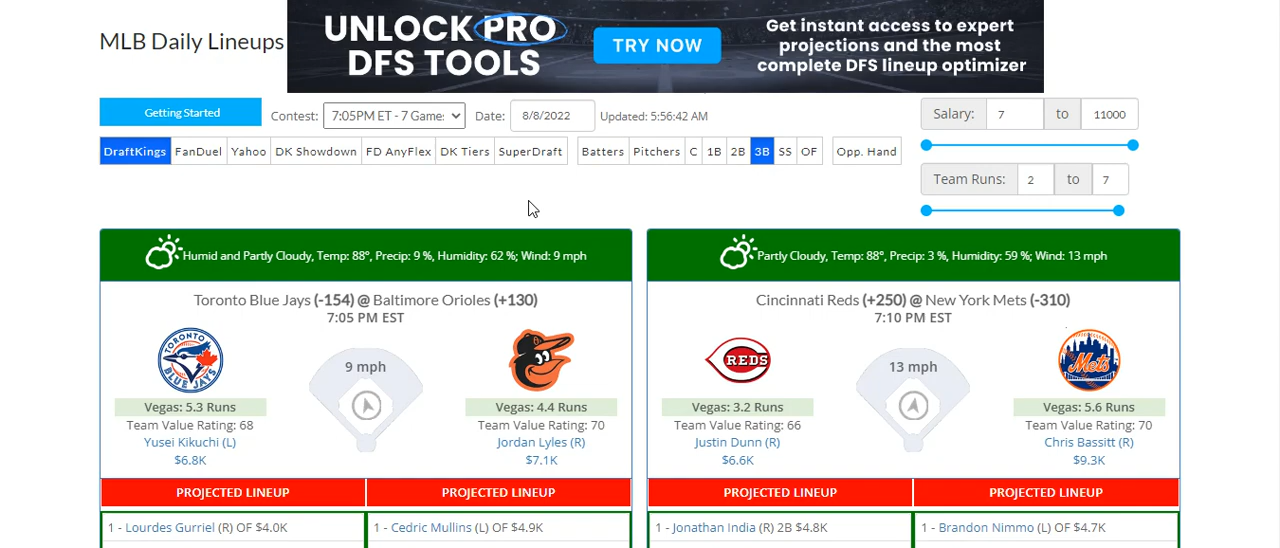 MLB Daily Lineups
UNLOCK PRO
DFS TOOLS
TRY NOW
Get instant access to expert
projections and the most
complete DFS lineup optimizer
Getting Started
Contest: 7:05PM ET - 7 Game: Date: 8/8/2022 Updated: 5:56:42 AM
Salary: 7 to 11000
DraftKings FanDuel Yahoo DK Showdown FD AnyFlex DK Tiers SuperDraft Batters Pitchers C 1B 2B 3B SS OF Opp. Hand
Team Runs: 2 to 7
Humid and Partly Cloudy, Temp: 88°, Precip: 9 %, Humidity: 62 %; Wind: 9 mph
Toronto Blue Jays (-154) @ Baltimore Orioles (+130)
7:05 PM EST
TORONTO
BLUE JAYS
9 mph
Vegas: 5.3 Runs
Team Value Rating: 68
Yusei Kikuchi (L)
$6.8K
Vegas: 4.4 Runs
Team Value Rating: 70
Jordan Lyles (R)
$7.1K
PROJECTED LINEUP PROJECTED LINEUP
1 - Lourdes Gurriel (R) OF $4.0K
1 - Cedric Mullins (L) OF $4.9K
Partly Cloudy, Temp: 88°, Precip: 3 %, Humidity: 59 %; Wind: 13 mph
Cincinnati Reds (+250) @ New York Mets (-310)
7:10 PM EST
REDS
13 mph
Mets
Vegas: 3.2 Runs
Team Value Rating: 66
Justin Dunn (R)
$6.6K
Vegas: 5.6 Runs
Team Value Rating: 70
Chris Bassitt (R)
$9.3K
PROJECTED LINEUP PROJECTED LINEUP
1 - Jonathan India (R) 2B $4.8K
1 - Brandon Nimmo (L) OF $4.7K